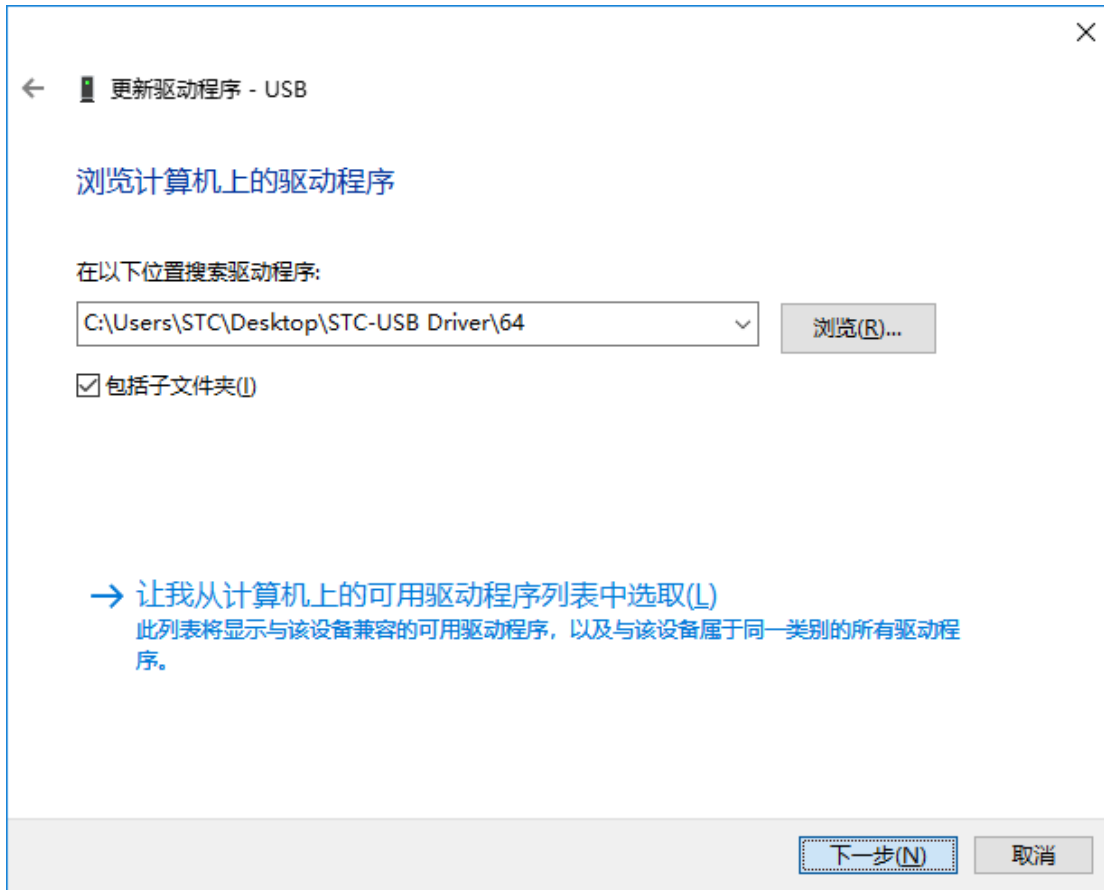 更新驱动程序 - USB
浏览计算机上的驱动程序
在以下位置搜索驱动程序:
C:\Users\STC\Desktop\STC-USB Driver\64
浏览(R)...
包括子文件夹(I)
让我从计算机上的可用驱动程序列表中选取(L)
此列表将显示与该设备兼容的可用驱动程序，以及与该设备属于同一类别的所有驱动程
序。
下一步(N)
取消